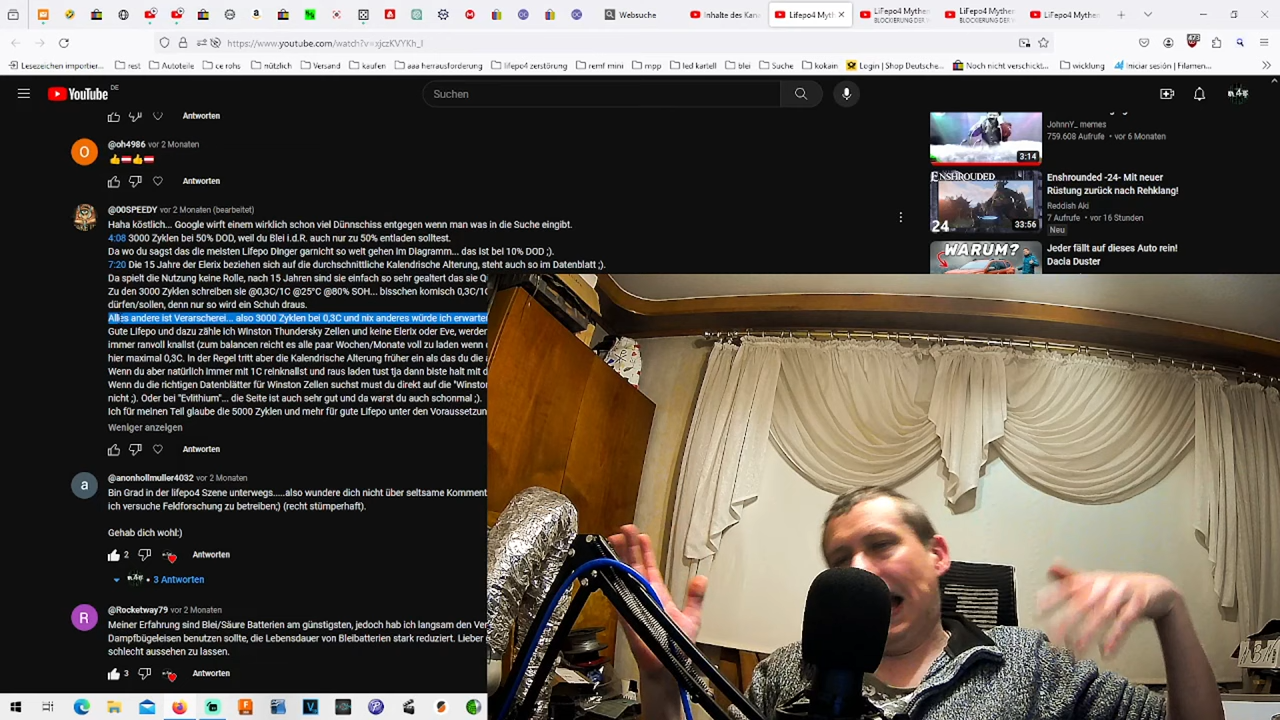 Websuche
Inhalte des Kan
Lifepo4 Myth
LiFePo4 Mythe
BLOCKIERUNG DER
LiFePo4 Mythe
BLOCKIERUNG DER
LiFePo4 Mythe
https://www.youtube.com/watch?v=xjczKVYKh_I
Lesezeichen importier...
rest
Autoteile
ce rohs
nützlich
Versand
kaufen
aaa herausforderung
lifepo4 zerstörung
remf mini
mpp
led kartell
blei
Suche
kokain
Login | Shop Deutsche...
Noch nicht verschickt...
wicklung
Iniciar sesión | Filamen...
YouTube DE
Suchen
Antworten
@oh4986 vor 2 Monaten
Antworten
@00SPEEDY vor 2 Monaten (bearbeitet)
Haha köstlich... Google wirft einem wirklich schon viel Dünnschiss entgegen wenn man was in die Suche eingibt.
4:08 3000 Zyklen bei 50% DOD, weil du Blei i.d.R. auch nur zu 50% entladen solltest.
Da wo du sagst das die meisten Lifepo Dinger garnicht so weit gehen im Diagramm... das ist bei 10% DOF ;).
7:20 Die 15 Jahre der Elerix beziehen sich auf die durchschnittliche Kalendrische Alterung, steht auch so im Datenblatt ;).
Da spielt die Nutzung keine Rolle, nach 15 Jahren sind sie einfach so sehr gealtert das sie
Zu den 3000 Zyklen schreiben sie @0,3C/1C @25°C @80% SOH... bisschen komisch 0,3C/1C
dürfen/sollen, denn nur so wird ein Schuh draus.
Alles andere ist Verarscherei... also 3000 Zyklen bei 0,3C und nix anderes würde ich erwarten
Gute Lifepo und dazu zähle ich Winston Thundersky Zellen und keine Elerix oder Eve, werden
immer ranvoll knallst (zum balancen reicht es alle paar Wochen/Monate voll zu laden wenn
hier maximal 0,3C. In der Regel tritt aber die Kalendrische Alterung früher ein als das du die
Wenn du aber natürlich immer mit 1C reinknallst und raus laden tust tja dann biste halt mit
Wenn du die richtigen Datenblätter für Winston Zellen suchst must du direkt auf die "Winston
nicht ;). Oder bei "Evlithium"... die Seite ist auch sehr gut und da warst du auch schonmal ;).
Ich für meinen Teil glaube die 5000 Zyklen und mehr für gute Lifepo unter den
Weniger anzeigen
Antworten
@anonhollmuller4032 vor 2 Monaten
Bin Grad in der lifepo4 Szene unterwegs.....also wundere dich nicht über seltsame Komment
ich versuche Feldforschung zu betreiben;) (recht stümperhaft).
Gehab dich wohl:)
2 Antworten
3 Antworten
@Rocketway79 vor 2 Monaten
Meiner Erfahrung sind Blei/Säure Batterien am günstigsten, jedoch hab ich langsam den Ver
Dampfbügeleisen benutzen sollte, die Lebensdauer von Bleibatterien stark reduziert. Lieber
schlecht aussehen zu lassen.
3 Antworten
JohnnY_ memes
759.608 Aufrufe • vor 6 Monaten
3:14
Enshrouded -24- Mit neuer
Rüstung zurück nach Rehklang!
Reddish Aki
7 Aufrufe • vor 16 Stunden
Neu
ENSHROUDED
24
33:56
Jeder fällt auf dieses Auto rein!
Dacia Duster
WARUM?